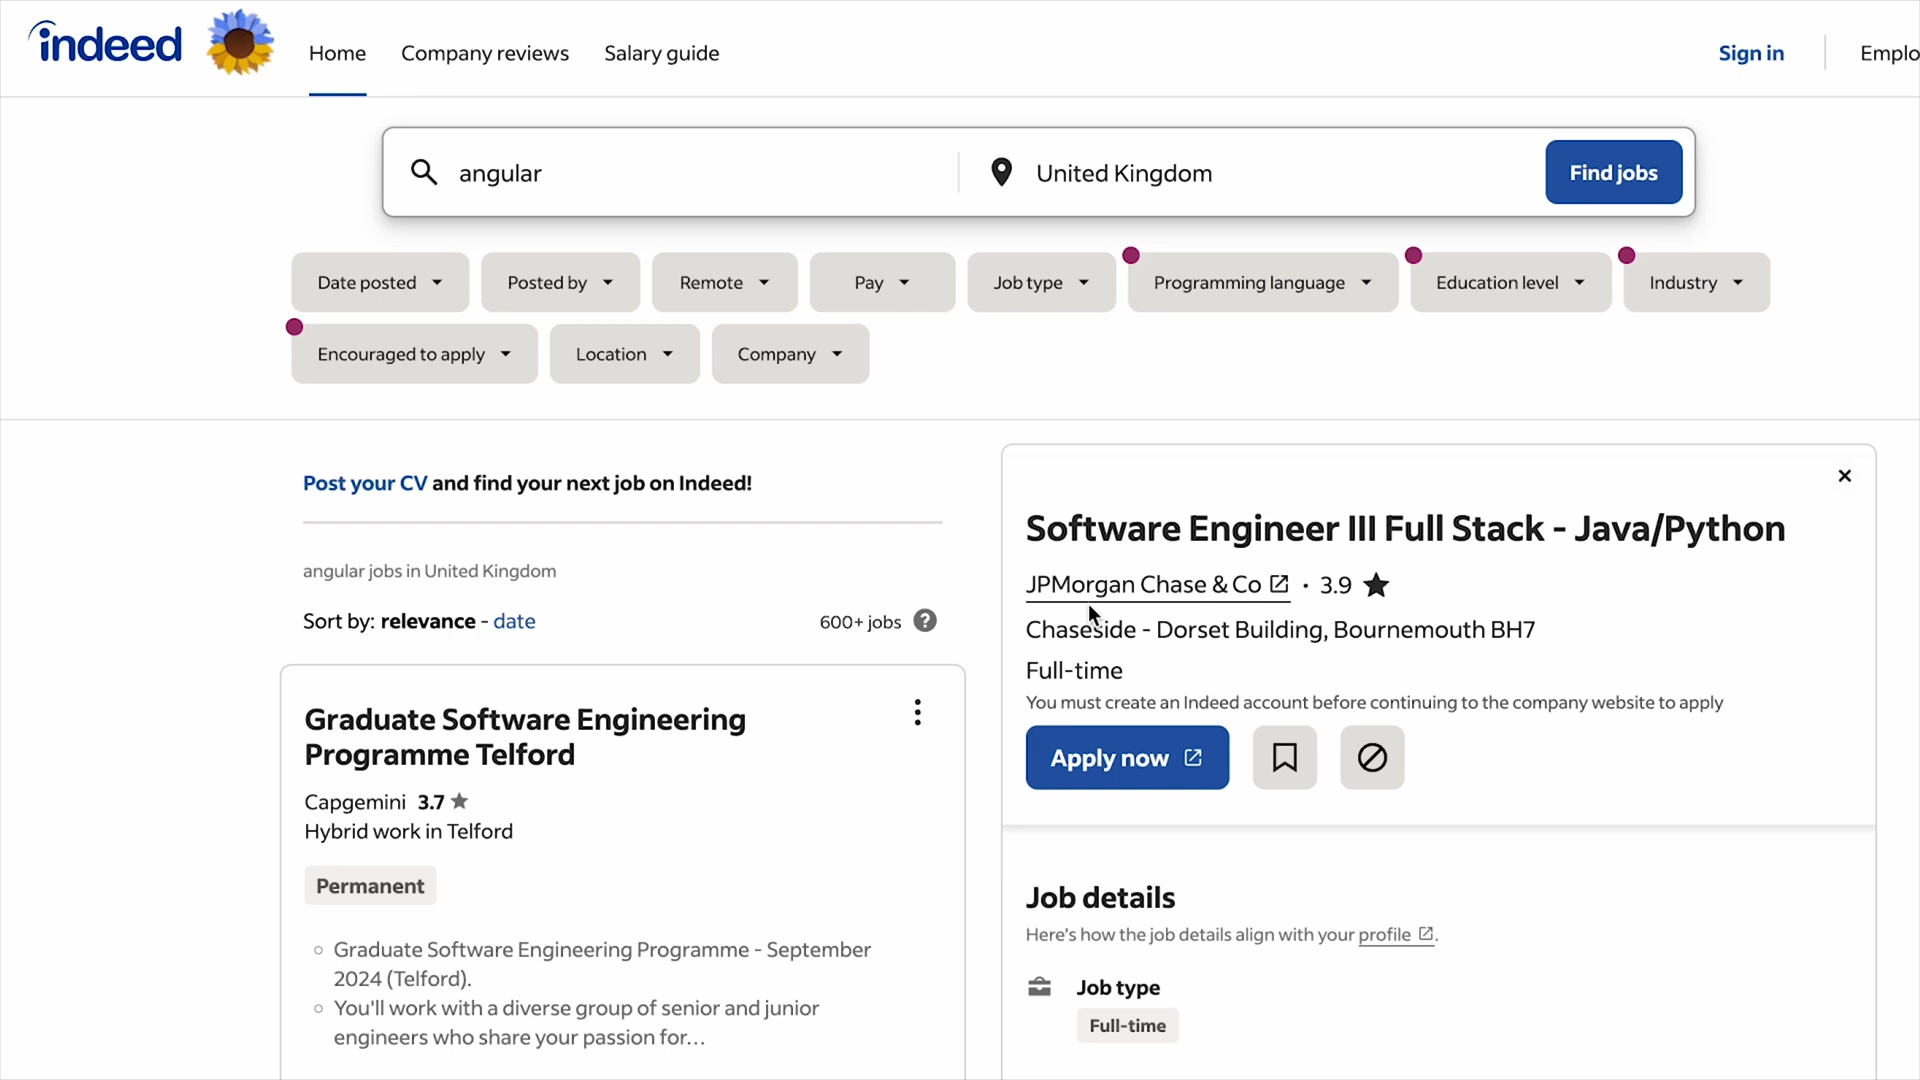 indeed
Home Company reviews Salary guide
Sign in
Emplo
angular
United Kingdom
Find jobs
Date posted
Posted by
Remote
Pay
Job type
Programming language
Education level
Industry
Encouraged to apply
Location
Company
Post your CV and find your next job on Indeed!
angular jobs in United Kingdom
Sort by: relevance - date
600+ jobs ?
Graduate Software Engineering
Programme Telford
Capgemini 3.7
Hybrid work in Telford
Permanent
Graduate Software Engineering Programme - September
2024 (Telford).
You'll work with a diverse group of senior and junior
engineers who share your passion for...
Software Engineer III Full Stack - Java/Python
JPMorgan Chase & Co · 3.9
Chaseside - Dorset Building, Bournemouth BH7
Full-time
You must create an Indeed account before continuing to the company website to apply
Apply now
Job details
Here's how the job details align with your profile.
Job type
Full-time